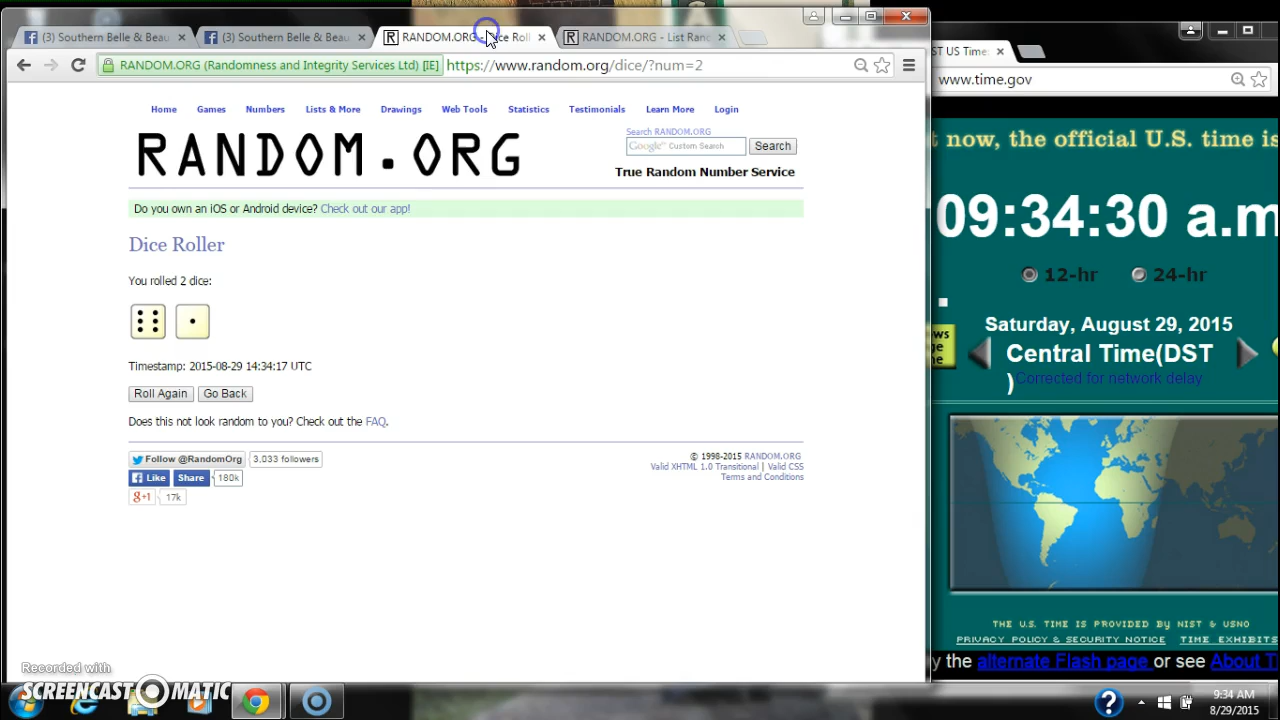 (3) Southern Belle & Beau
(3) Southern Belle & Beau
RANDOM.ORG - Dice Roll
RANDOM.ORG - List Rand
RANDOM.ORG (Randomness and Integrity Services Ltd) [IE]
https://www.random.org/dice/?num=2
Home Games Numbers Lists & More Drawings Web Tools Statistics Testimonials Learn More Login
RANDOM.ORG
Search RANDOM.ORG
Google™ Custom Search
Search
True Random Number Service
Do you own an iOS or Android device? Check out our app!
Dice Roller
You rolled 2 dice:
Timestamp: 2015-08-29 14:34:17 UTC
Roll Again Go Back
Does this not look random to you? Check out the FAQ.
Follow @RandomOrg 3,033 followers
Like Share 180k
g+1 17k
© 1998-2015 RANDOM.ORG
Valid XHTML 1.0 Transitional | Valid CSS
Terms and Conditions
ST US Time:
www.time.gov
t now, the official U.S. time is
09:34:30 a.m
12-hr 24-hr
Saturday, August 29, 2015
Central Time(DST
)
Corrected for network delay
THE U.S. TIME IS PROVIDED BY NIST & USNO
PRIVACY POLICY & SECURITY NOTICE TIME EXHIBITS
y the alternate Flash page or see About T
Recorded with
SCREENCAST-O-MATIC
9:34 AM
8/29/2015